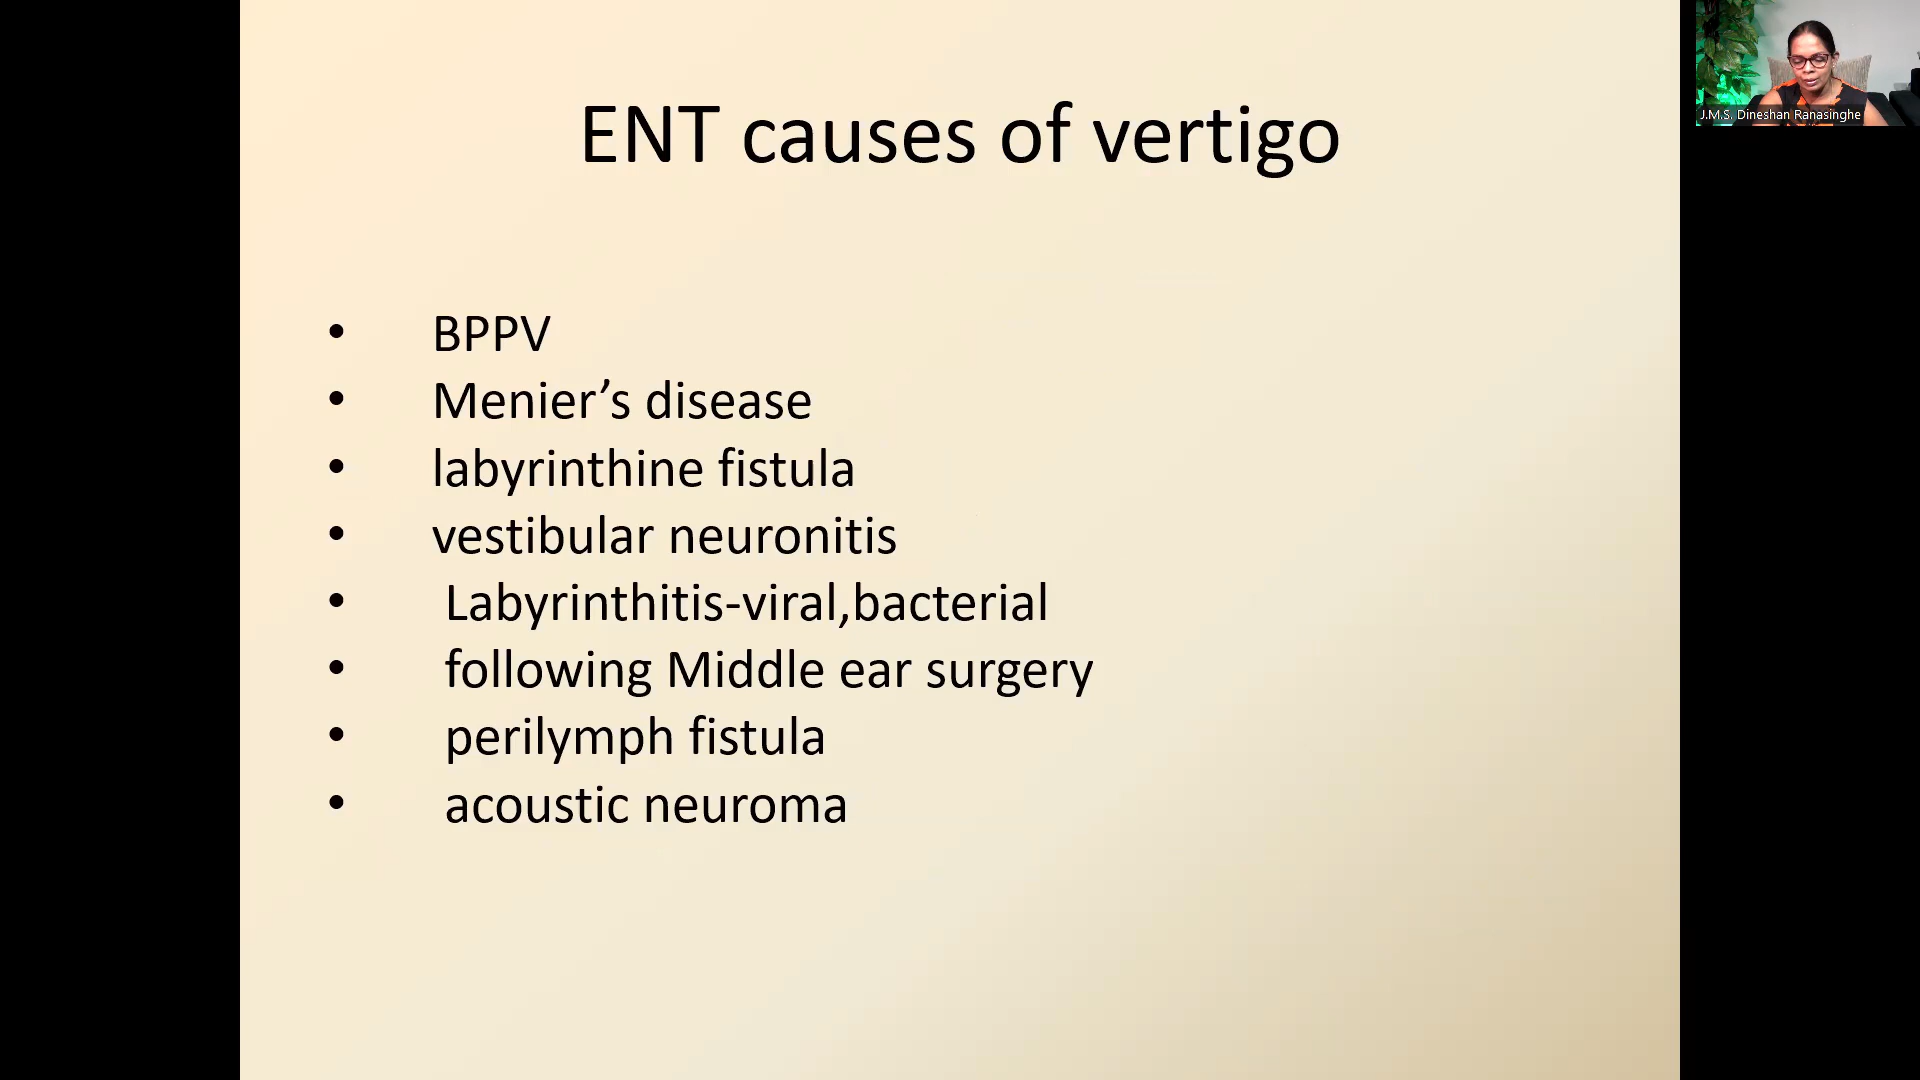 ENT causes of vertigo
• BPPV
• Menier’s disease
• labyrinthine fistula
• vestibular neuronitis
• Labyrinthitis-viral,bacterial
• following Middle ear surgery
• perilymph fistula
• acoustic neuroma
J.M.S. Dineshan Ranasinghe